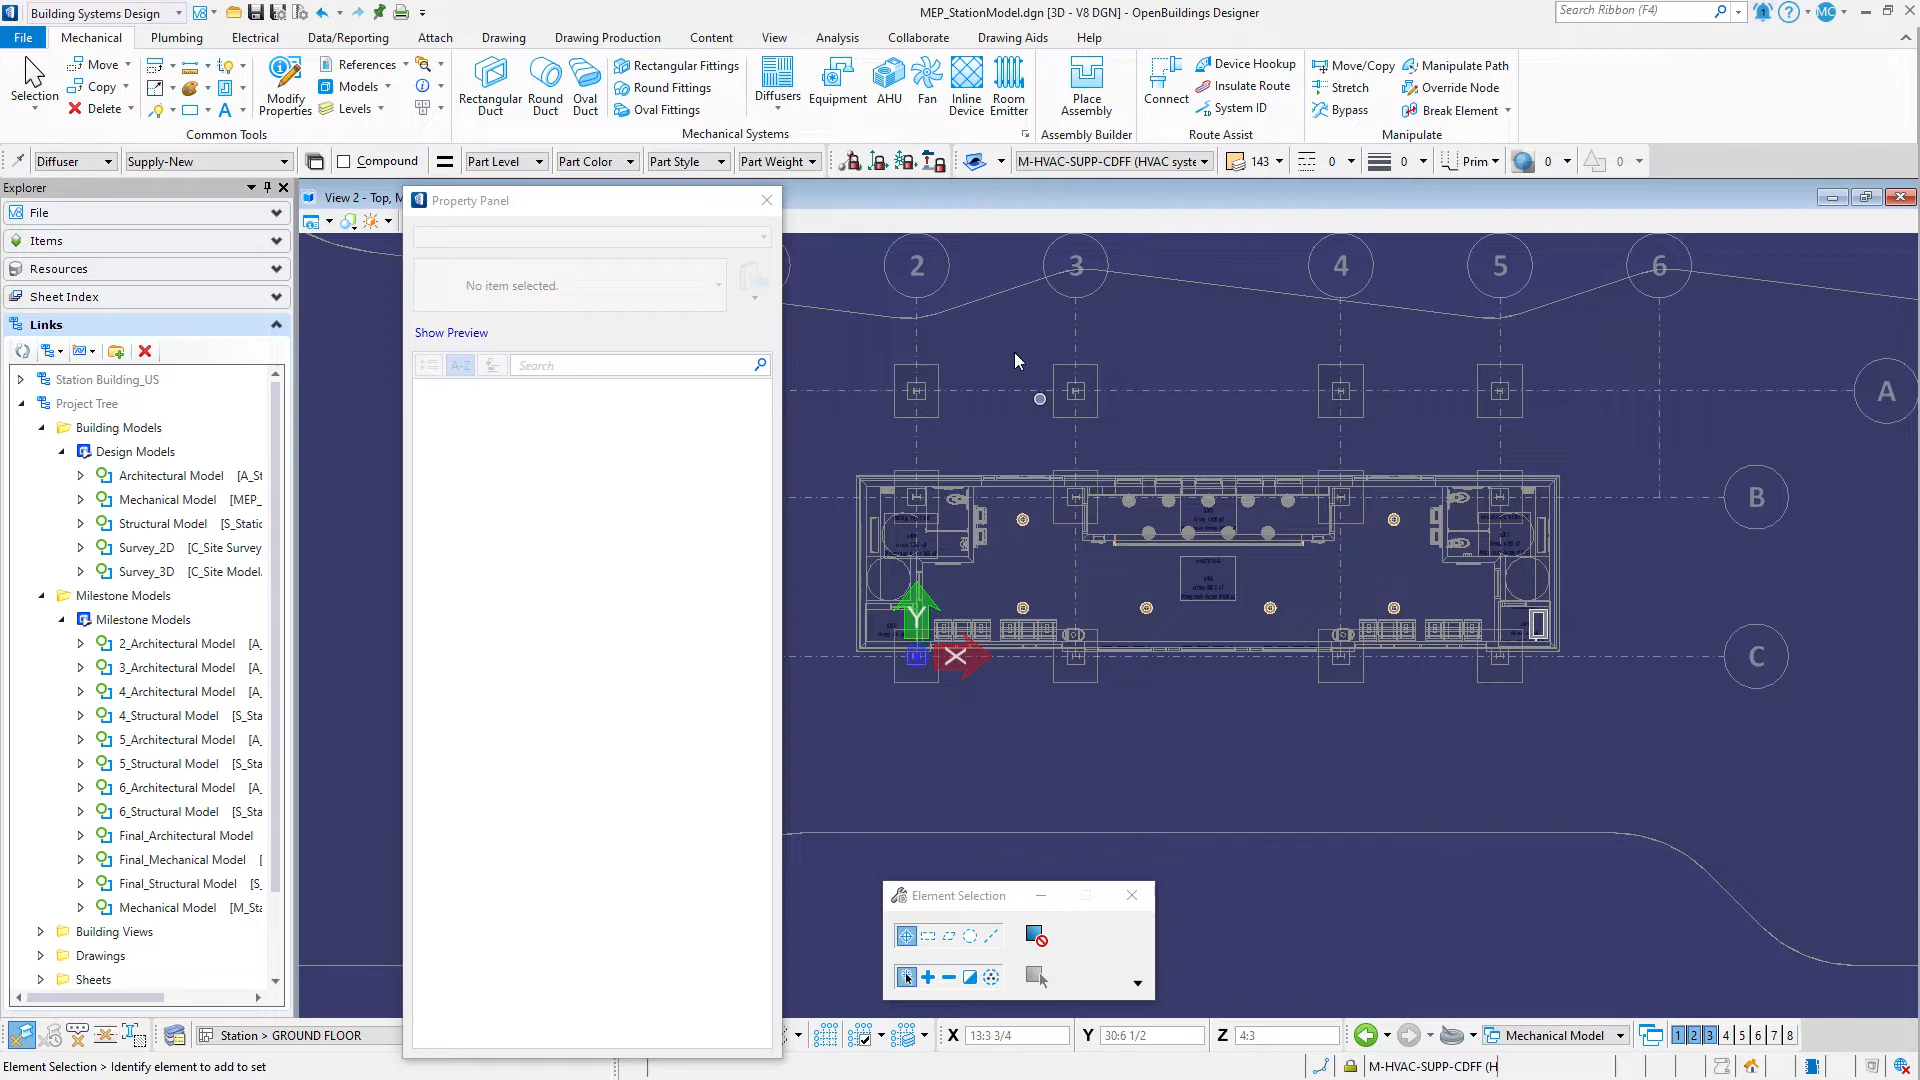 Building Systems Design
MEP_StationModel.dgn [3D - V8 DGN] - OpenBuildings Designer
Search Ribbon (F4)
MC
File
Mechanical
Plumbing
Electrical
Data/Reporting
Attach
Drawing
Drawing Production
Content
View
Analysis
Collaborate
Drawing Aids
Help
Selection
Move
Copy
Delete
Modify Properties
References
Models
Levels
Common Tools
Rectangular Duct
Round Duct
Oval Duct
Rectangular Fittings
Round Fittings
Oval Fittings
Diffusers
Equipment
AHU
Fan
Inline Device
Room Emitter
Mechanical Systems
Place Assembly
Assembly Builder
Connect
Device Hookup
Insulate Route
System ID
Route Assist
Move/Copy
Stretch
Bypass
Manipulate Path
Override Node
Break Element
Manipulate
Diffuser
Supply-New
Compound
Part Level
Part Color
Part Style
Part Weight
M-HVAC-SUPP-CDFF (HVAC syste
143
0
0
Prim
0
0
Explorer
File
Items
Resources
Sheet Index
Links
Station Building_US
Project Tree
Building Models
Design Models
Architectural Model [A_St
Mechanical Model [MEP_
Structural Model [S_Static
Survey_2D [C_Site Survey
Survey_3D [C_Site Model.
Milestone Models
Milestone Models
2_Architectural Model [A_
3_Architectural Model [A_
4_Architectural Model [A_
4_Structural Model [S_Sta
5_Architectural Model [A_
5_Structural Model [S_Sta
6_Architectural Model [A_
6_Structural Model [S_Sta
Final_Architectural Model
Final_Mechanical Model [
Final_Structural Model [S_
Mechanical Model [M_Sta
Building Views
Drawings
Sheets
View 2 - Top, M
Property Panel
No item selected.
Show Preview
A-Z
Search
2
3
4
5
6
A
B
C
Y
X
Element Selection
Station > GROUND FLOOR
X 13:3 3/4
Y 30:6 1/2
Z 4:3
Mechanical Model
1 2 3 4 5 6 7 8
Element Selection > Identify element to add to set
M-HVAC-SUPP-CDFF (H